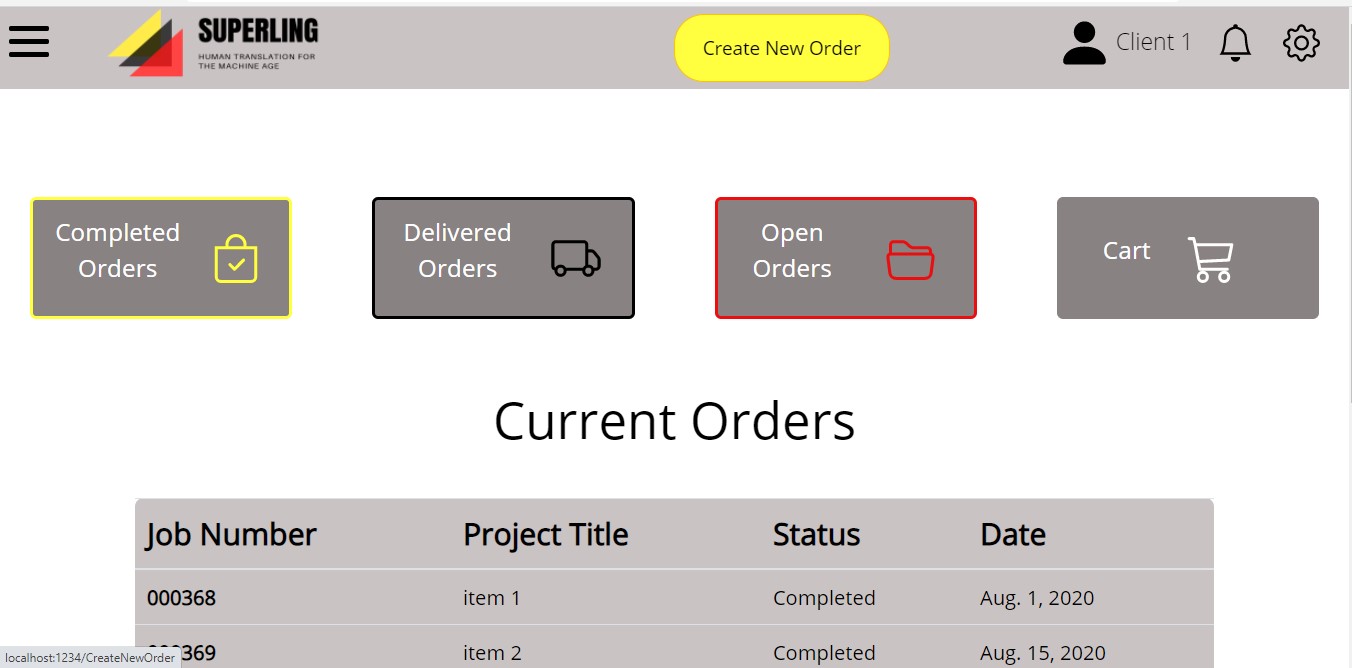 SUPERLING
HUMAN TRANSLATION FOR
THE MACHINE AGE
Create New Order
Client 1
Completed
Orders
Delivered
Orders
Open
Orders
Cart
Current Orders
Job Number Project Title Status Date
000368 item 1 Completed Aug. 1, 2020
369 item 2 Completed Aug. 15, 2020
localhost:1234/CreateNewOrder